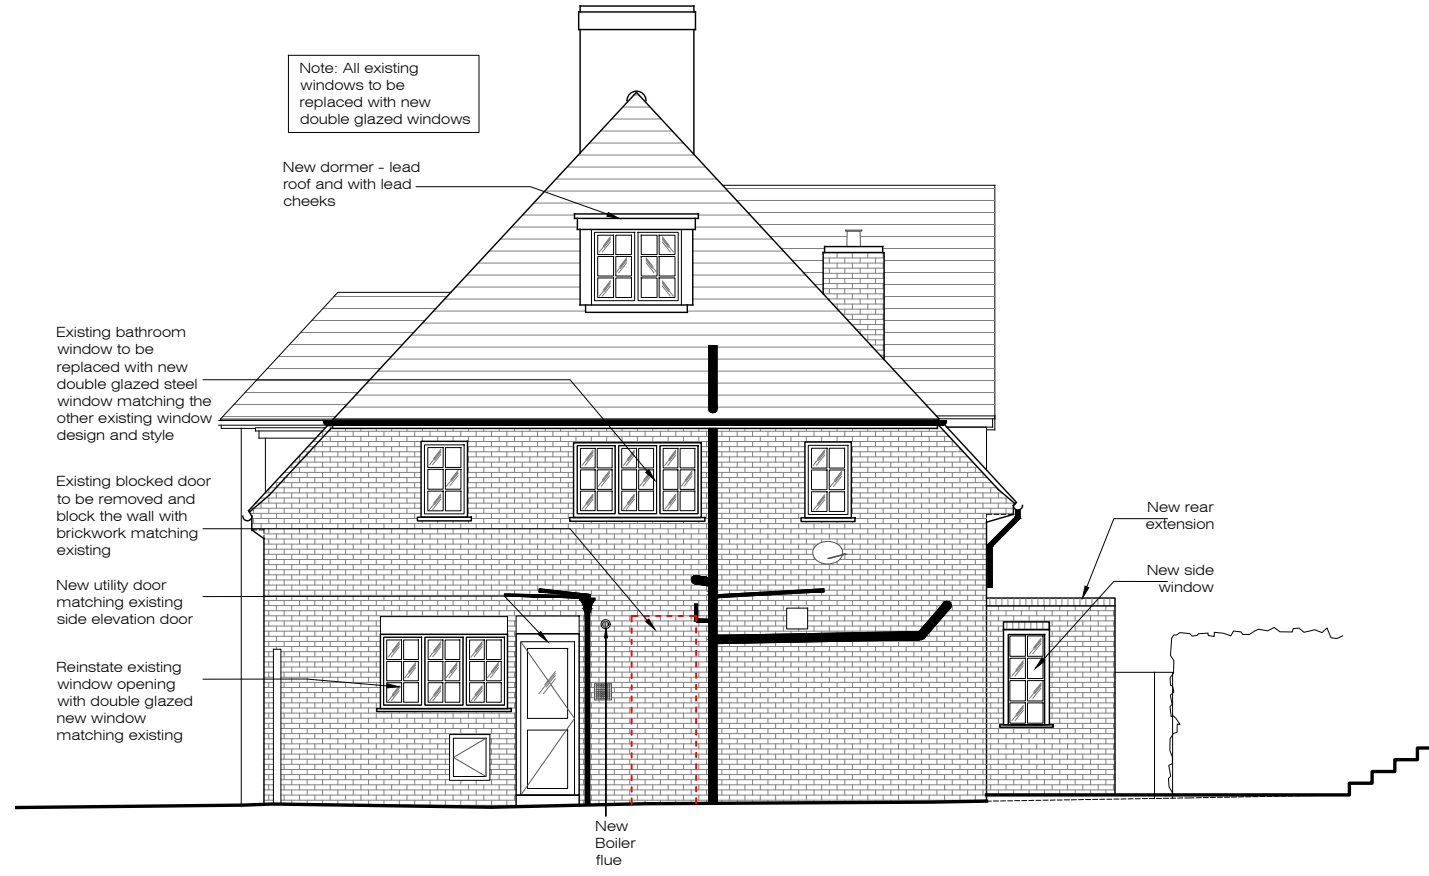 Note: All existing
windows to be
replaced with new
double glazed windows
New dormer - lead
roof and with lead
cheeks
Existing bathroom
window to be
replaced with new
double glazed steel
window matching the
other existing window
design and style
Existing blocked door
to be removed and
block the wall with
brickwork matching
existing
New utility door
matching existing
side elevation door
Reinstate existing
window opening
with double glazed
new window
matching existing
New rear
extension
New side
window
New
Boiler
flue